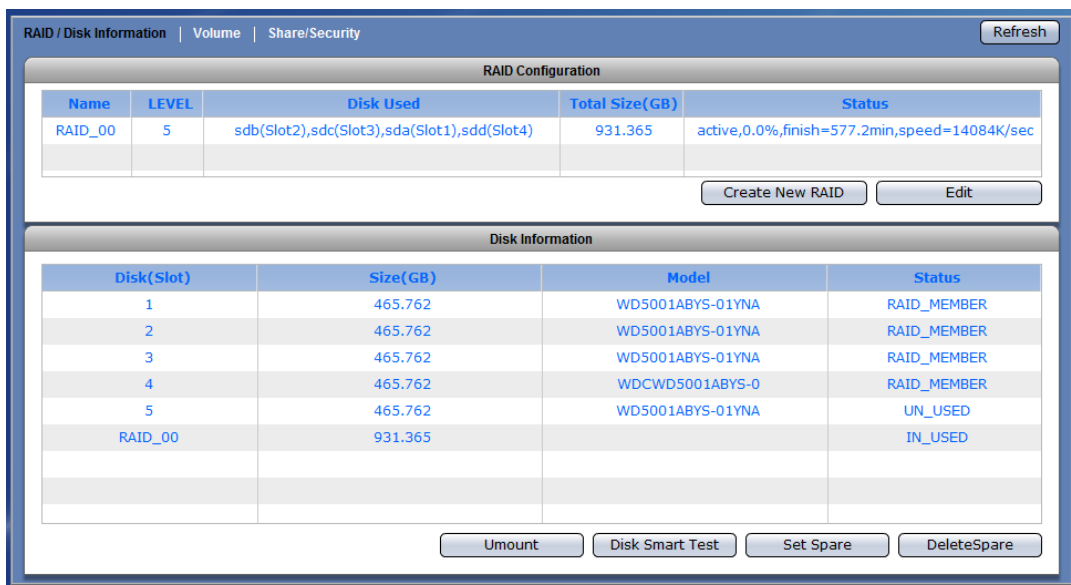 RAID / Disk Information | Volume | Share/Security Refresh
RAID Configuration
Name LEVEL Disk Used Total Size(GB) Status
RAID_00 5 sdb(Slot2),sdc(Slot3),sda(Slot1),sdd(Slot4) 931.365 active,0.0%,finish=577.2min,speed=14084K/sec
Create New RAID Edit
Disk Information
Disk(Slot) Size(GB) Model Status
1 465.762 WD5001ABYS-01YNA RAID_MEMBER
2 465.762 WD5001ABYS-01YNA RAID_MEMBER
3 465.762 WD5001ABYS-01YNA RAID_MEMBER
4 465.762 WDCWD5001ABYS-0 RAID_MEMBER
5 465.762 WD5001ABYS-01YNA UN_USED
RAID_00 931.365 IN_USED
Umount Disk Smart Test Set Spare DeleteSpare